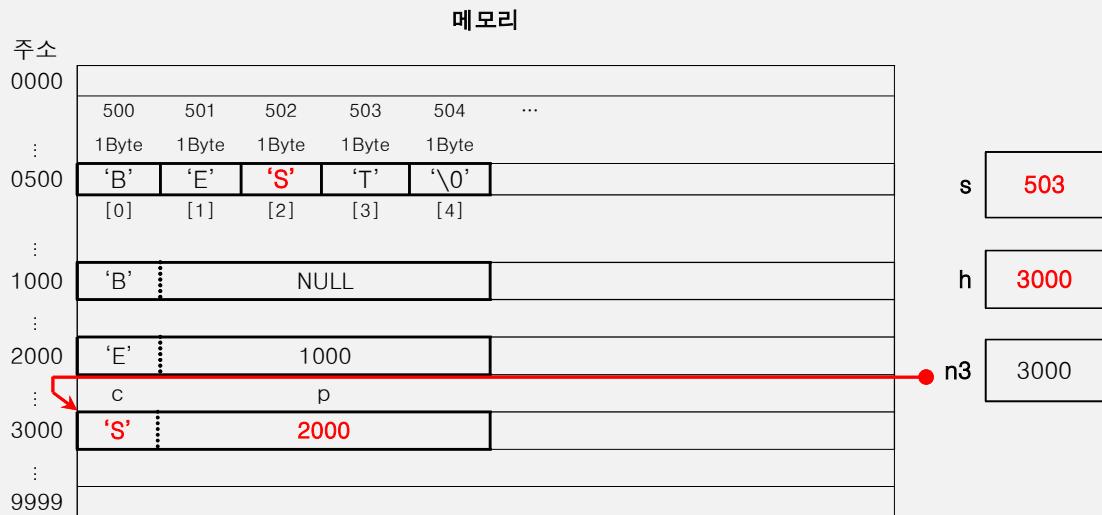 메모리
주소
0000
500 501 502 503 504 …
1Byte 1Byte 1Byte 1Byte 1Byte
⋮
0500 ‘B’ ‘E’ ‘S’ ‘T’ ‘\0’
s 503
[0] [1] [2] [3] [4]
⋮
1000 ‘B’ NULL
h 3000
⋮
2000 ‘E’ 1000
n3 3000
⋮ c p
3000 ‘S’ 2000
⋮
9999